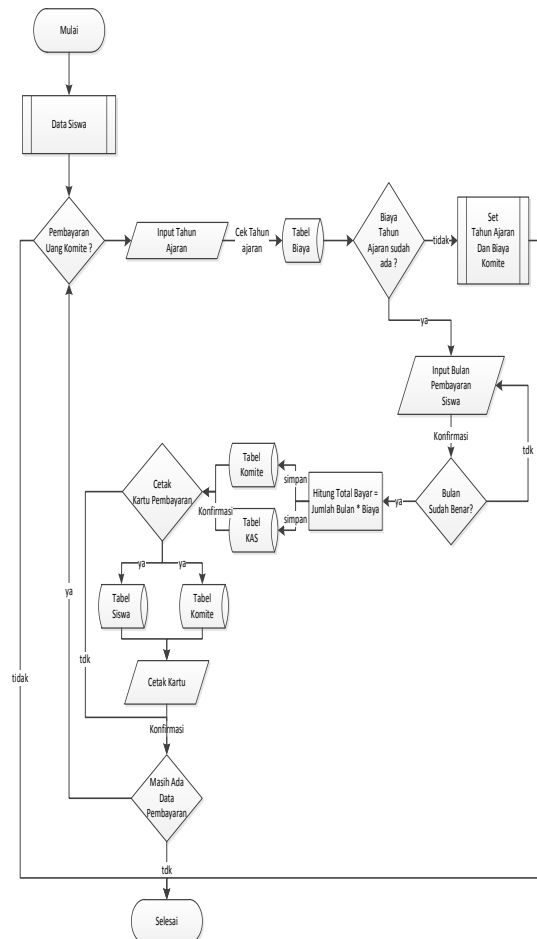 Mulai
Data Siswa
Pembayaran
Uang Komite ?
Input Tahun
Ajaran
Cek Tahun
ajaran
Tabel
Biaya
Biaya
Tahun
Ajaran sudah
ada ?
tidak
Set
Tahun Ajaran
Dan Biaya
Komite
ya
Input Bulan
Pembayaran
Siswa
Konfirmasi
tdk
Bulan
Sudah Benar?
ya
Hitung Total Bayar =
Jumlah Bulan * Biaya
simpan
simpan
Tabel
Komite
Tabel
KAS
Konfirmasi
Cetak
Kartu Pembayaran
ya
ya
Tabel
Siswa
Tabel
Komite
Cetak Kartu
tdk
Konfirmasi
ya
tidak
Masih Ada
Data
Pembayaran
tdk
Selesai